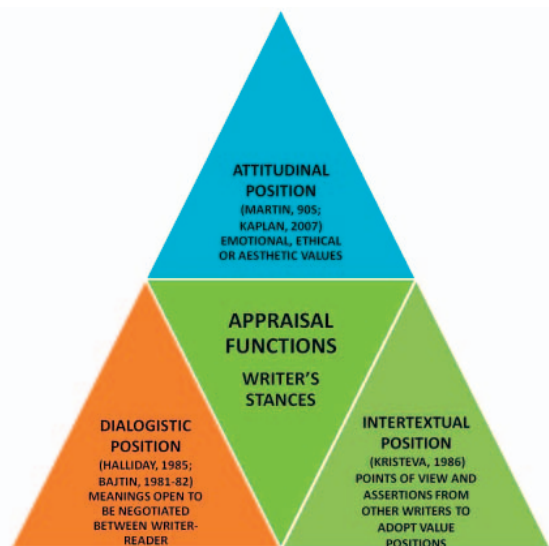 ATTITUDINAL
POSITION
(MARTIN, 90S;
KAPLAN, 2007)
EMOTIONAL, ETHICAL
OR AESTHETIC VALUES
APPRAISAL
FUNCTIONS
WRITER'S
STANCES
DIALOGISTIC
POSITION
(HALLIDAY, 1985;
BAJTIN, 1981-82)
MEANINGS OPEN TO
BE NEGOTIATED
BETWEEN WRITER-
READER
INTERTEXTUAL
POSITION
(KRISTEVA, 1986)
POINTS OF VIEW AND
ASSERTIONS FROM
OTHER WRITERS TO
ADOPT VALUE
POSITIONS